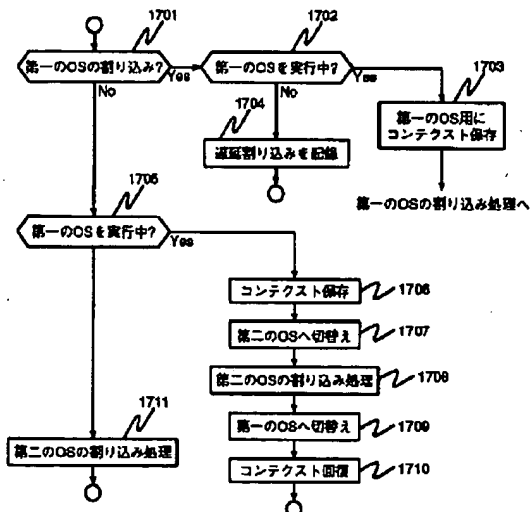 1701
1702
第一のOSの割り込み?
Yes
第一のOSを実行中?
Yes
1703
No
No
1704
遅延割り込みを記録
第一のOS用に
コンテクスト保存
第一のOSの割り込み処理へ
1705
第一のOSを実行中?
Yes
コンテクスト保存
1706
第二のOSへ切替え
1707
第二のOSの割り込み処理
1708
1711
第一のOSへ切替え
1709
第二のOSの割り込み処理
コンテクスト回復
1710